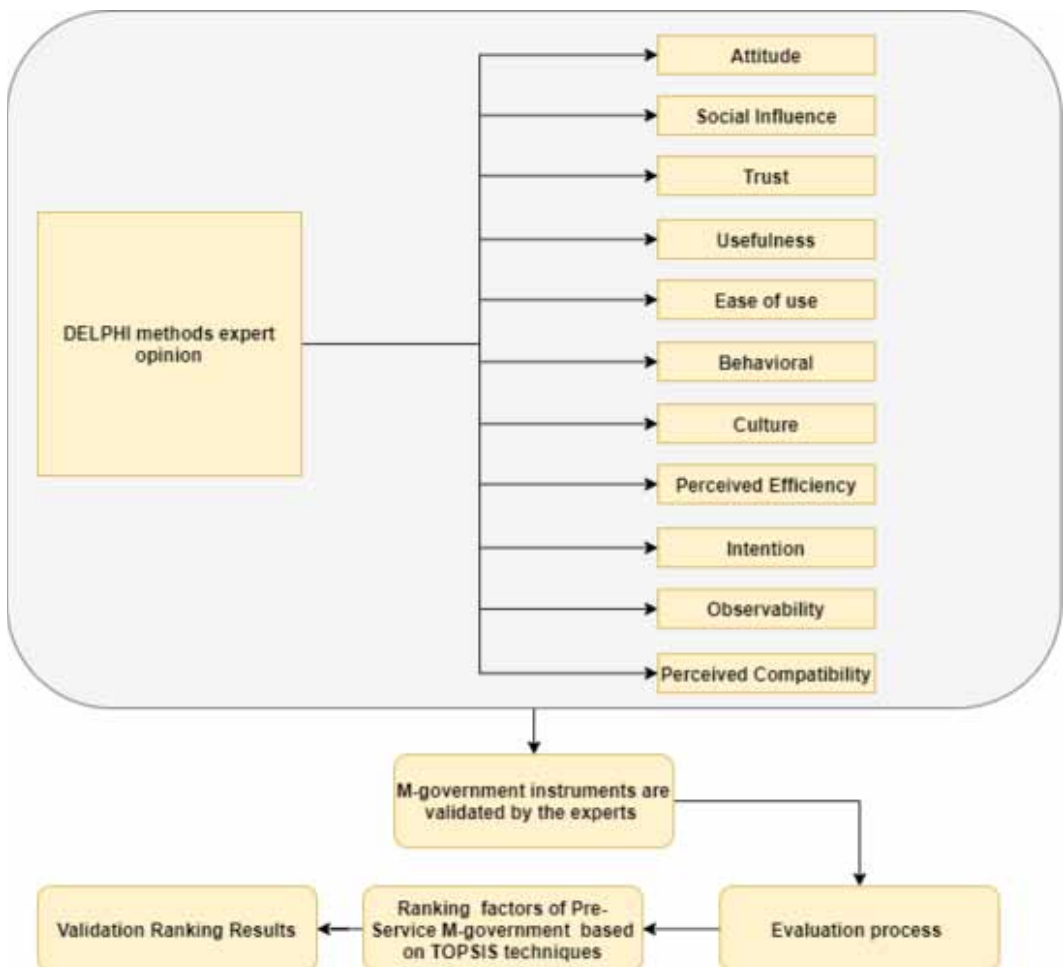 Attitude
Social Influence
Trust
Usefulness
Ease of use
DELPHI methods expert
opinion
Behavioral
Culture
Perceived Efficiency
Intention
Observability
Perceived Compatibility
M-government instruments are
validated by the experts
Validation Ranking Results
Ranking factors of Pre-
Service M-government based
on TOPSIS techniques
Evaluation process